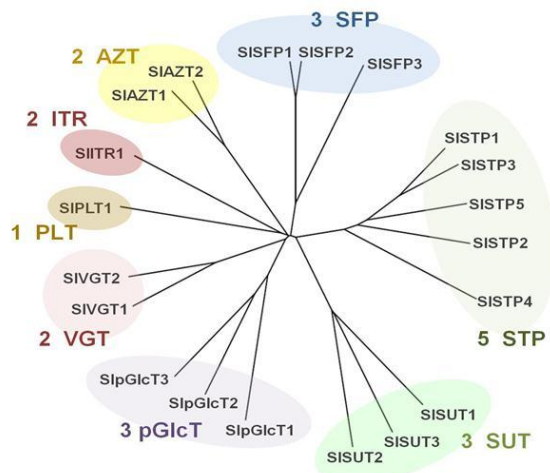 3 SFP
SlSFP1
SlSFP2
SlSFP3
2 AZT
SlAZT2
SlAZT1
2 ITR
SlITR1
SlPLT1
1 PLT
SlVGT2
SlVGT1
2 VGT
SlpGlcT3
SlpGlcT2
SlpGlcT1
3 pGlcT
SlSUT1
SlSUT3
SlSUT2
3 SUT
SlSTP1
SlSTP3
SlSTP5
SlSTP2
SlSTP4
5 STP